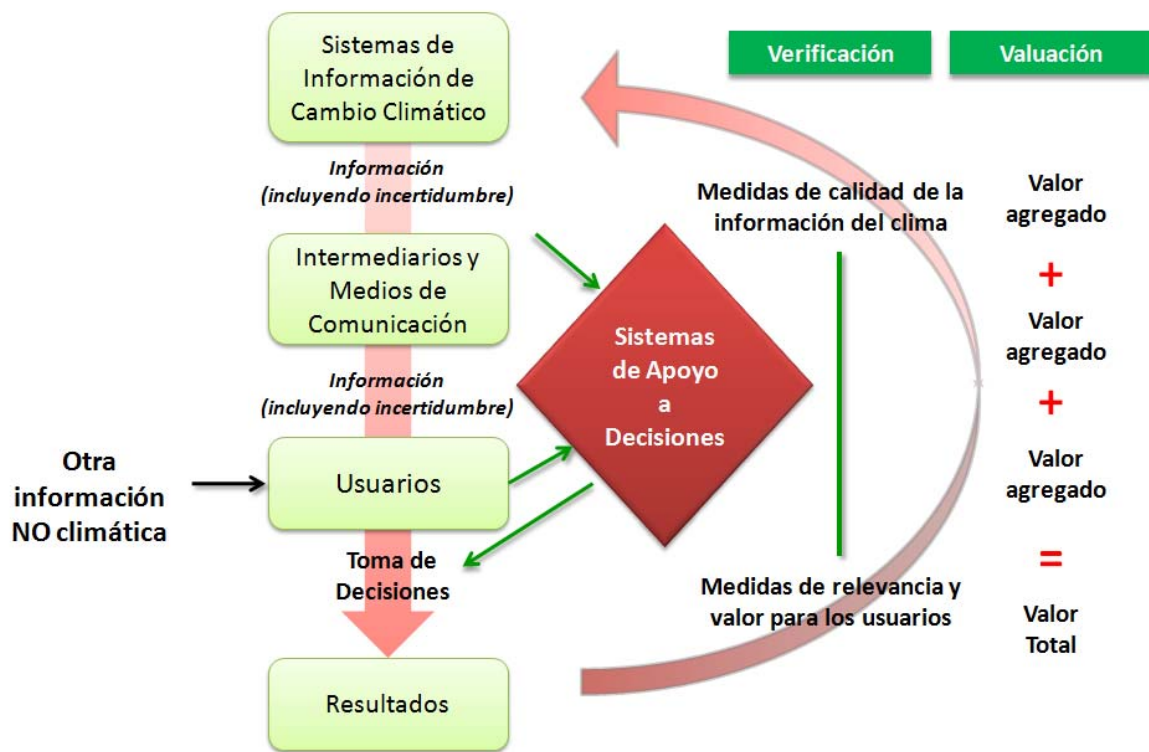 Sistemas de
Información de
Cambio Climático
Información
(incluyendo incertidumbre)
Intermediarios y
Medios de
Comunicación
Información
(incluyendo incertidumbre)
Otra
información
NO climática
Usuarios
Toma de
Decisiones
Resultados
Sistemas
de Apoyo
a
Decisiones
Verificación
Medidas de calidad de la
información del clima
Medidas de relevancia y
valor para los usuarios
Valuación
Valor
agregado
+
Valor
agregado
+
Valor
agregado
=
Valor
Total